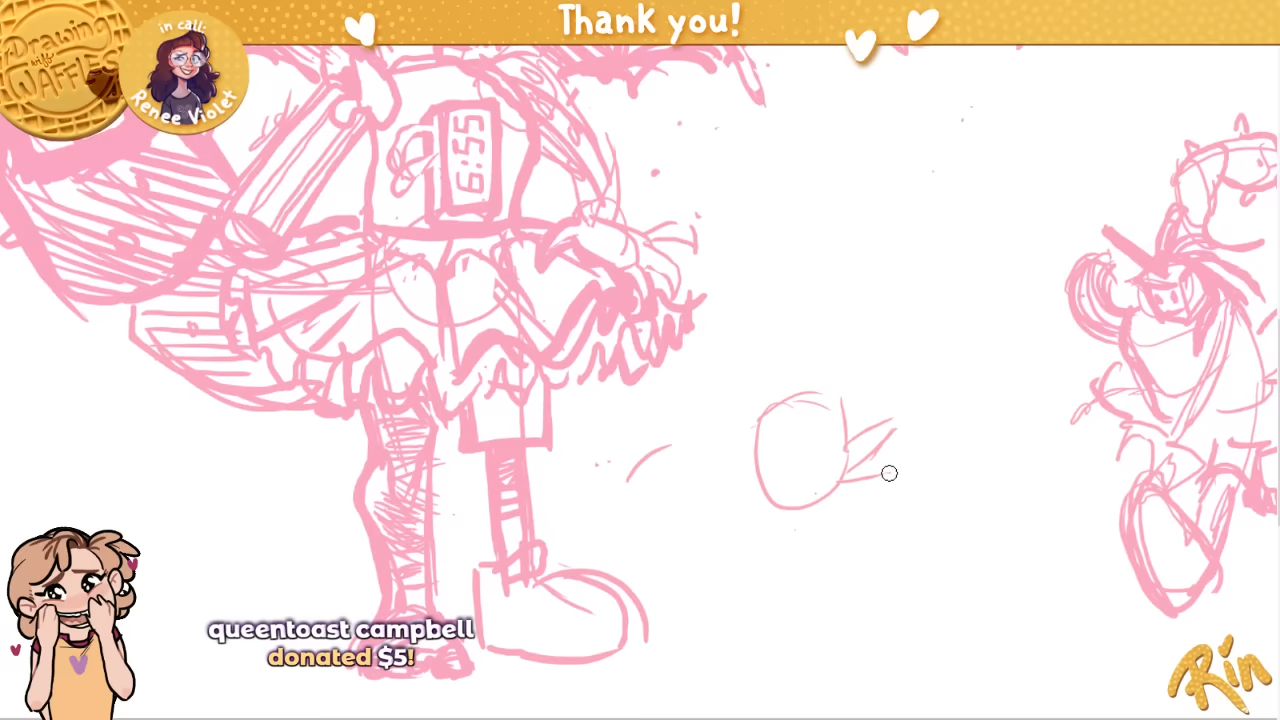 Thank you!
Drawing
with
WAFFLES
in call:
Renee Violet
6:55
queentoast campbell
donated $5!
Rin